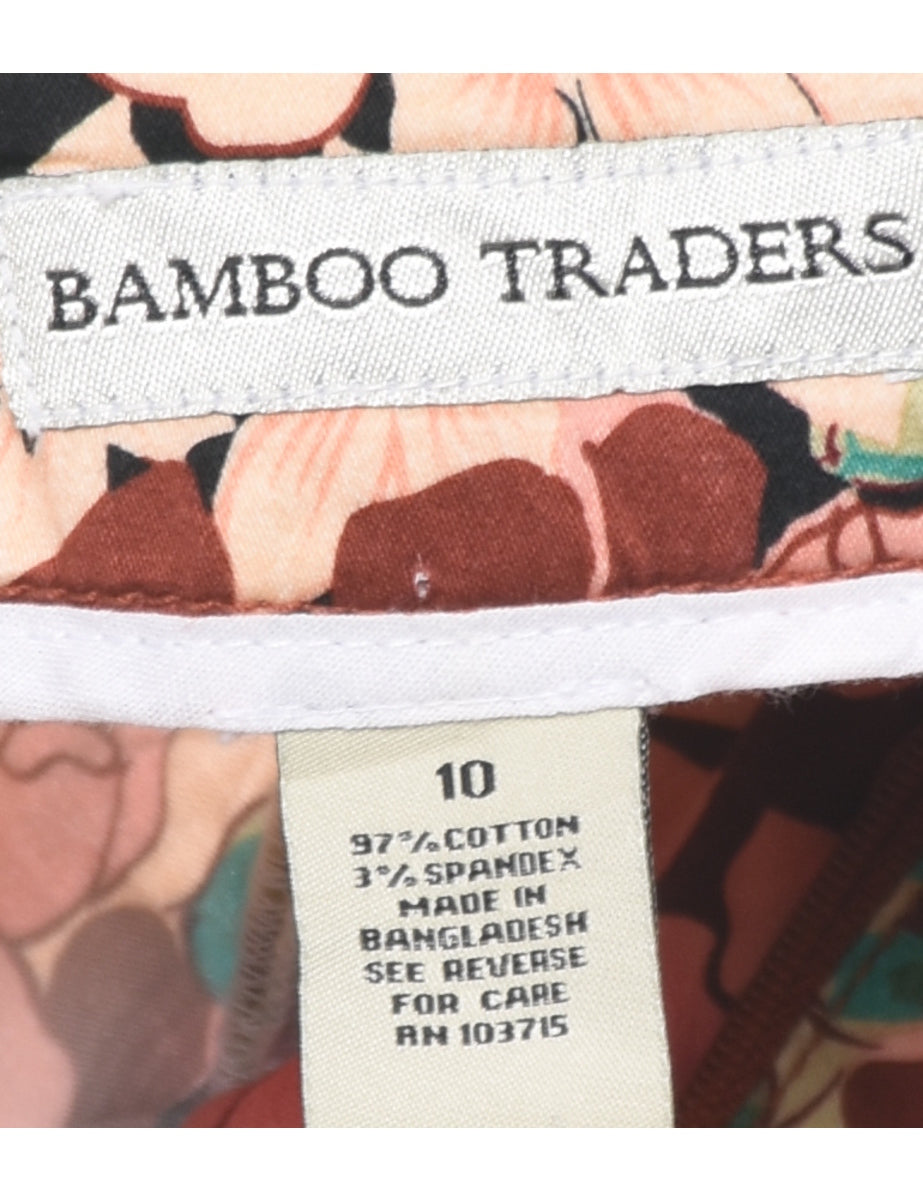 BAMBOO TRADERS
10
97% COTTON
3% SPANDEX
MADE IN
BANGLADESH
SEE REVERSE
FOR CARE
RN 103715